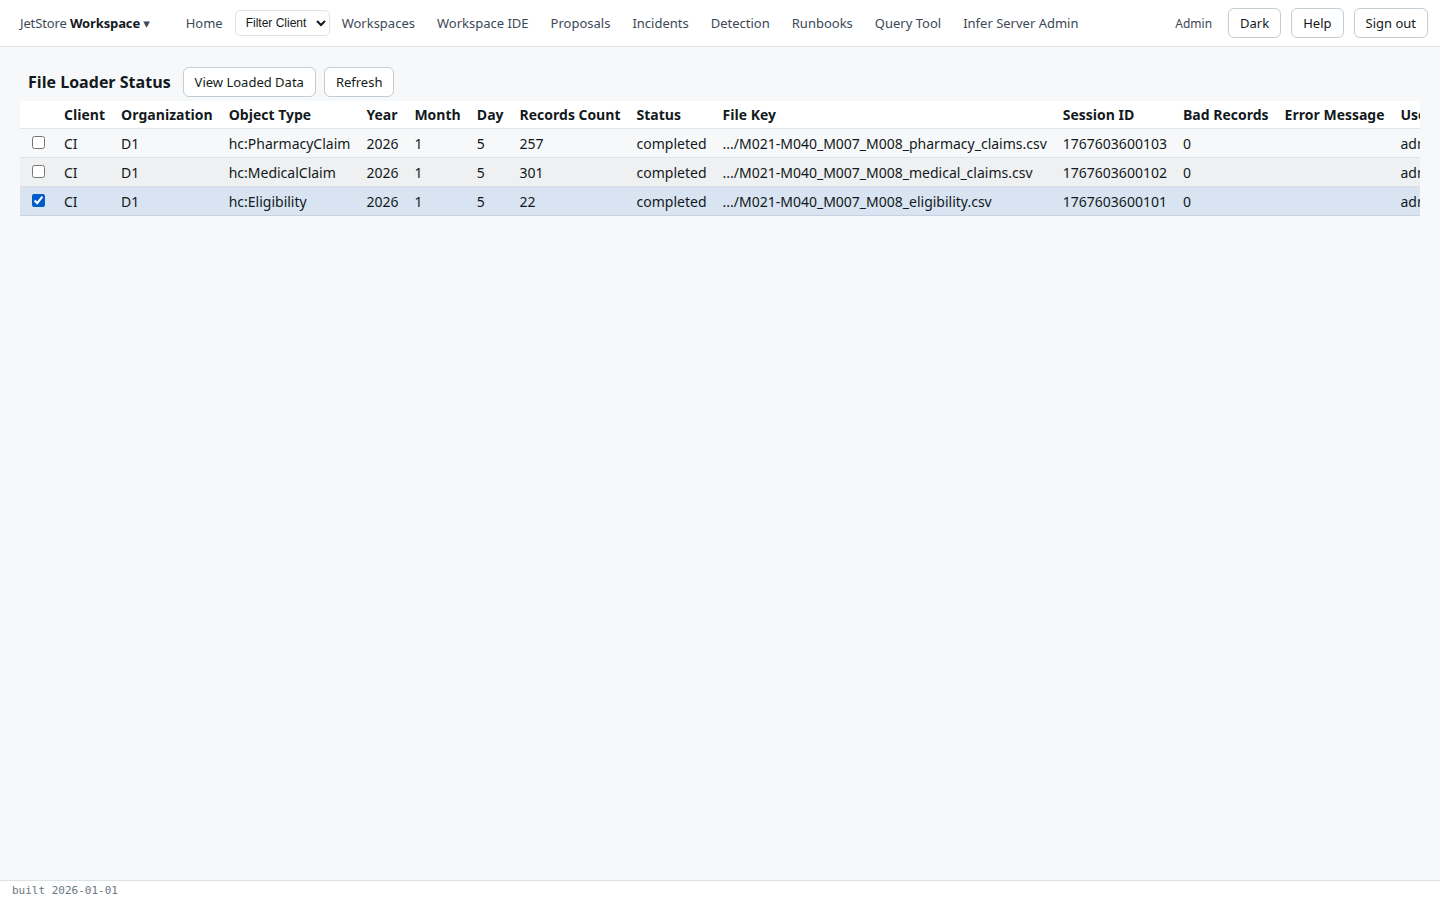 JetStore Workspace ▾ Home Filter Client Workspaces Workspace IDE Proposals Incidents Detection Runbooks Query Tool Infer Server Admin Admin Dark Help Sign out
File Loader Status View Loaded Data Refresh
Client Organization Object Type Year Month Day Records Count Status File Key Session ID Bad Records Error Message
CI D1 hc:PharmacyClaim 2026 1 5 257 completed .../M021-M040_M007_M008_pharmacy_claims.csv 1767603600103 0
CI D1 hc:MedicalClaim 2026 1 5 301 completed .../M021-M040_M007_M008_medical_claims.csv 1767603600102 0
CI D1 hc:Eligibility 2026 1 5 22 completed .../M021-M040_M007_M008_eligibility.csv 1767603600101 0
built 2026-01-01